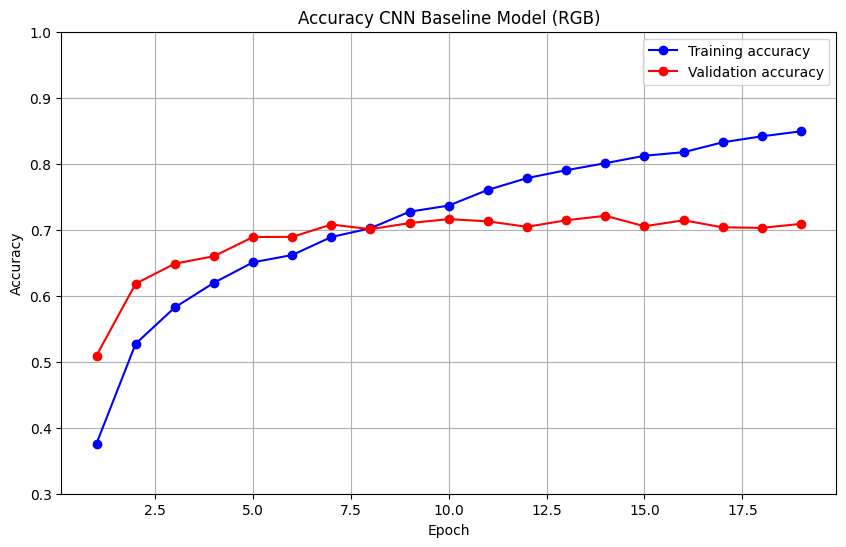 Accuracy CNN Baseline Model (RGB)
Training accuracy
Validation accuracy
Accuracy
1.0
0.9
0.8
0.7
0.6
0.5
0.4
0.3
2.5 5.0 7.5 10.0 12.5 15.0 17.5
Epoch